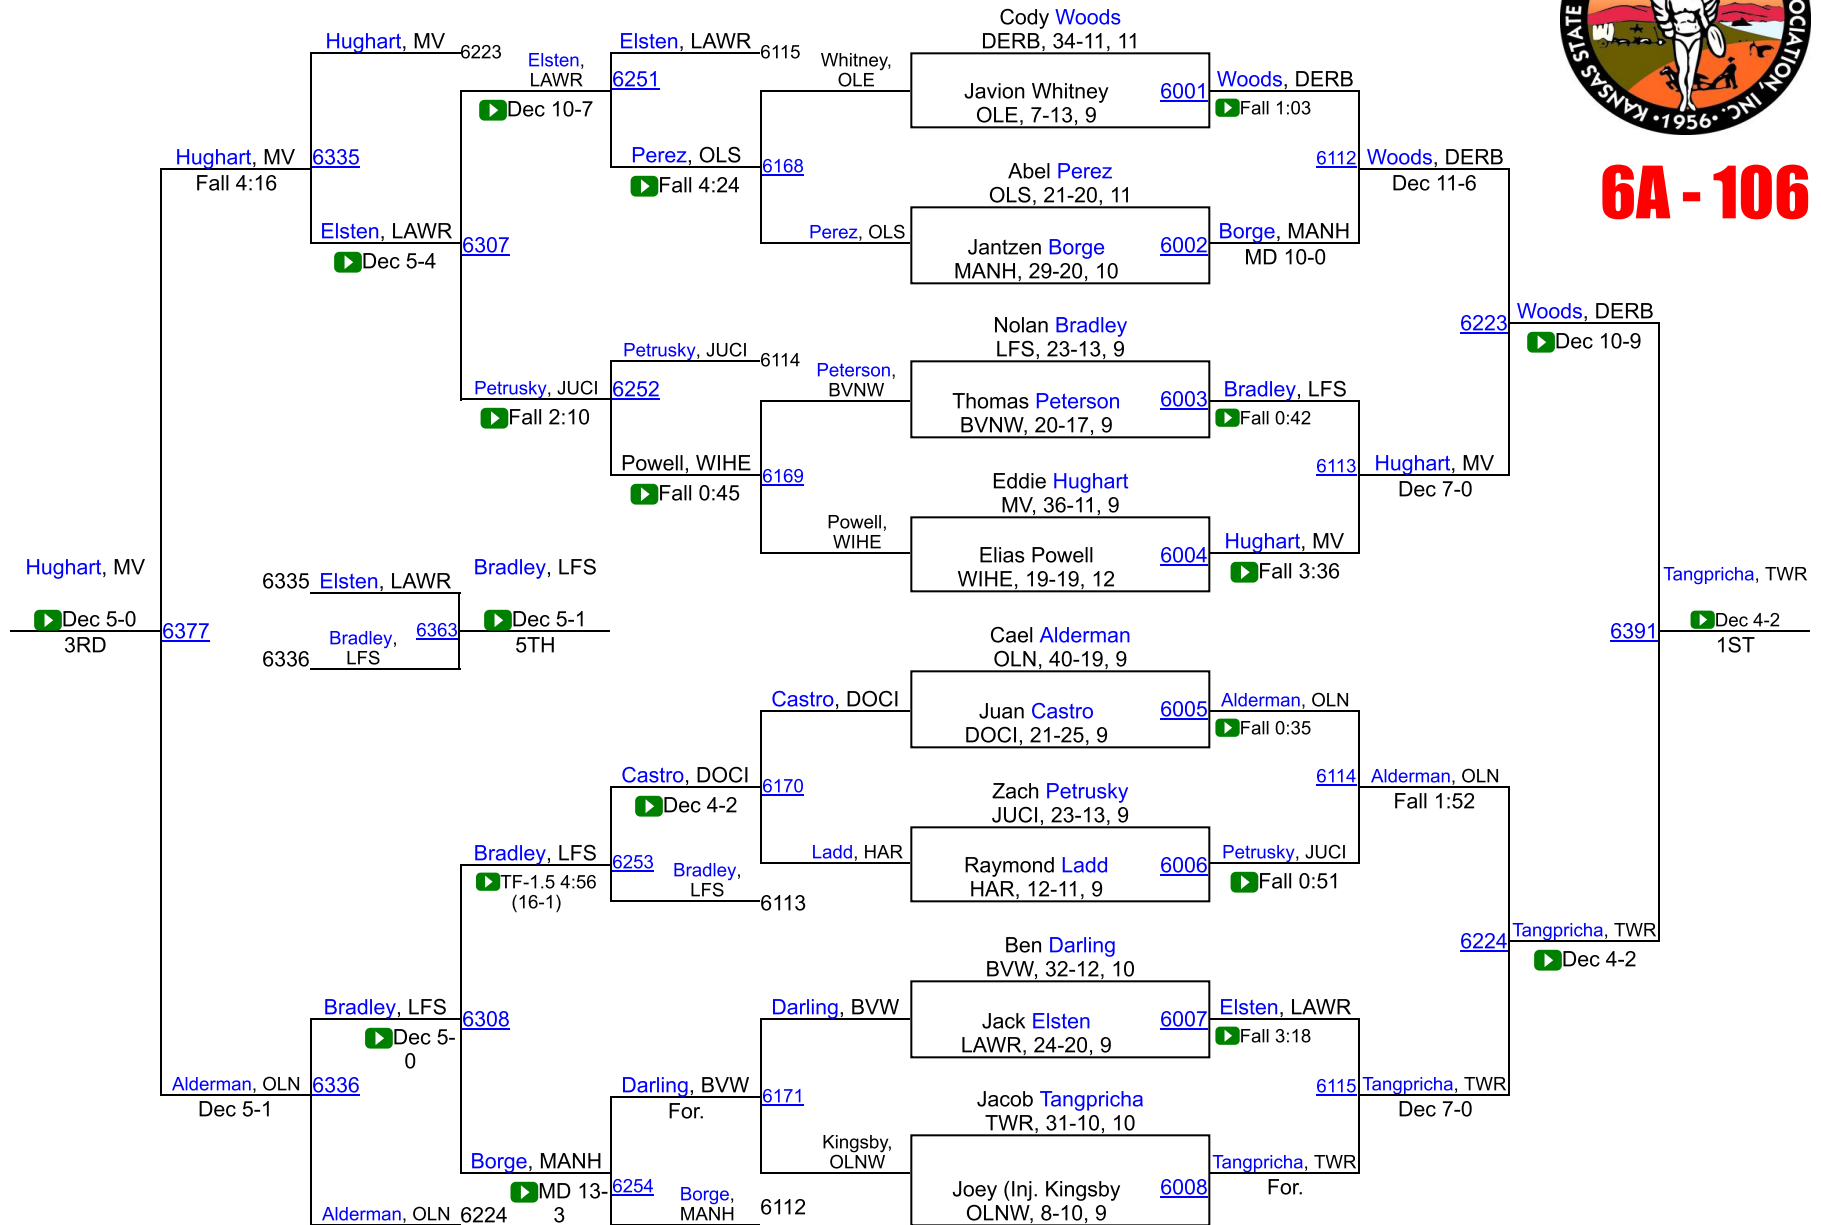 KANSAS STATE
OCIATION, INC.
•1956•
6A - 106
Hughart, MV
6223
Elsten,
LAWR
Dec 10-7
Elsten, LAWR
6115
6251
Hughart, MV
Fall 4:16
6335
Perez, OLS
Fall 4:24
Elsten, LAWR
Dec 5-4
6307
Petrusky, JUCI
6114
Petrusky, JUCI
Fall 2:10
6252
Powell, WIHE
Fall 0:45
Whitney,
OLE
6168
Perez, OLS
Peterson,
BVNW
6169
Powell,
WIHE
Cody Woods
DERB, 34-11, 11
Javion Whitney
OLE, 7-13, 9
6001
Woods, DERB
Fall 1:03
Abel Perez
OLS, 21-20, 11
Jantzen Borge
MANH, 29-20, 10
6002
Borge, MANH
MD 10-0
6112
Woods, DERB
Dec 11-6
Nolan Bradley
LFS, 23-13, 9
Thomas Peterson
BVNW, 20-17, 9
6003
Bradley, LFS
Fall 0:42
Eddie Hughart
MV, 36-11, 9
Elias Powell
WIHE, 19-19, 12
6004
Hughart, MV
Fall 3:36
6113
Hughart, MV
Dec 7-0
6223
Woods, DERB
Dec 10-9
Hughart, MV
Dec 5-0
3RD
6377
6335
Elsten, LAWR
6336
Bradley,
LFS
6363
Bradley, LFS
Dec 5-1
5TH
Tangpricha, TWR
Dec 4-2
1ST
6391
Cael Alderman
OLN, 40-19, 9
Juan Castro
DOCI, 21-25, 9
6005
Alderman, OLN
Fall 0:35
Zach Petrusky
JUCI, 23-13, 9
Raymond Ladd
HAR, 12-11, 9
6006
Petrusky, JUCI
Fall 0:51
6114
Alderman, OLN
Fall 1:52
Castro, DOCI
Castro, DOCI
Dec 4-2
6170
Ladd, HAR
Bradley, LFS
TF-1.5 4:56
(16-1)
6253
Bradley,
LFS
6113
Ben Darling
BVW, 32-12, 10
Jack Elsten
LAWR, 24-20, 9
6007
Elsten, LAWR
Fall 3:18
Jacob Tangpricha
TWR, 31-10, 10
Joey (Inj. Kingsby
OLNW, 8-10, 9
6008
Tangpricha, TWR
For.
6115
Tangpricha, TWR
Dec 7-0
6224
Tangpricha, TWR
Dec 4-2
Bradley, LFS
Dec 5-
0
6308
Darling, BVW
Darling, BVW
For.
6171
Kingsby,
OLNW
Alderman, OLN
Dec 5-1
6336
Borge, MANH
MD 13-
3
6254
Borge,
MANH
6112
Alderman, OLN
6224